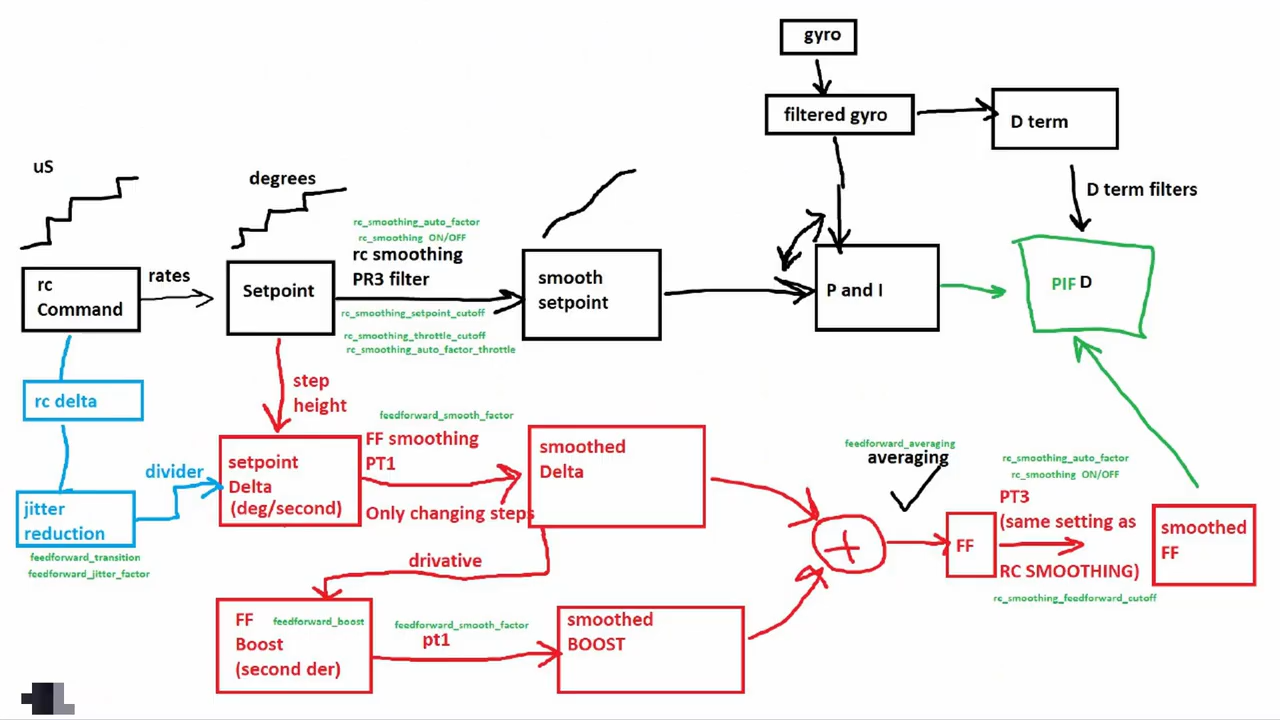 gyro
filtered gyro
D term
uS
degrees
D term filters
rc_smoothing_auto_factor
rc_smoothing ON/OFF
rc smoothing
PR3 filter
rc
Command
rates
Setpoint
smooth
setpoint
P and I
PIF D
rc_smoothing_setpoint_cutoff
rc_smoothing_throttle_cutoff
rc_smoothing_auto_factor_throttle
rc delta
step
height
feedforward_smooth_factor
FF smoothing
PT1
smoothed
Delta
feedforward_averaging
averaging
rc_smoothing_auto_factor
rc_smoothing ON/OFF
divider
setpoint
Delta
(deg/second)
Only changing steps
PT3
(same setting as
RC SMOOTHING)
jitter
reduction
FF
smoothed
FF
feedforward_transition
feedforward_jitter_factor
drivative
+
rc_smoothing_feedforward_cutoff
FF feedforward_boost
Boost
(second der)
feedforward_smooth_factor
pt1
smoothed
BOOST